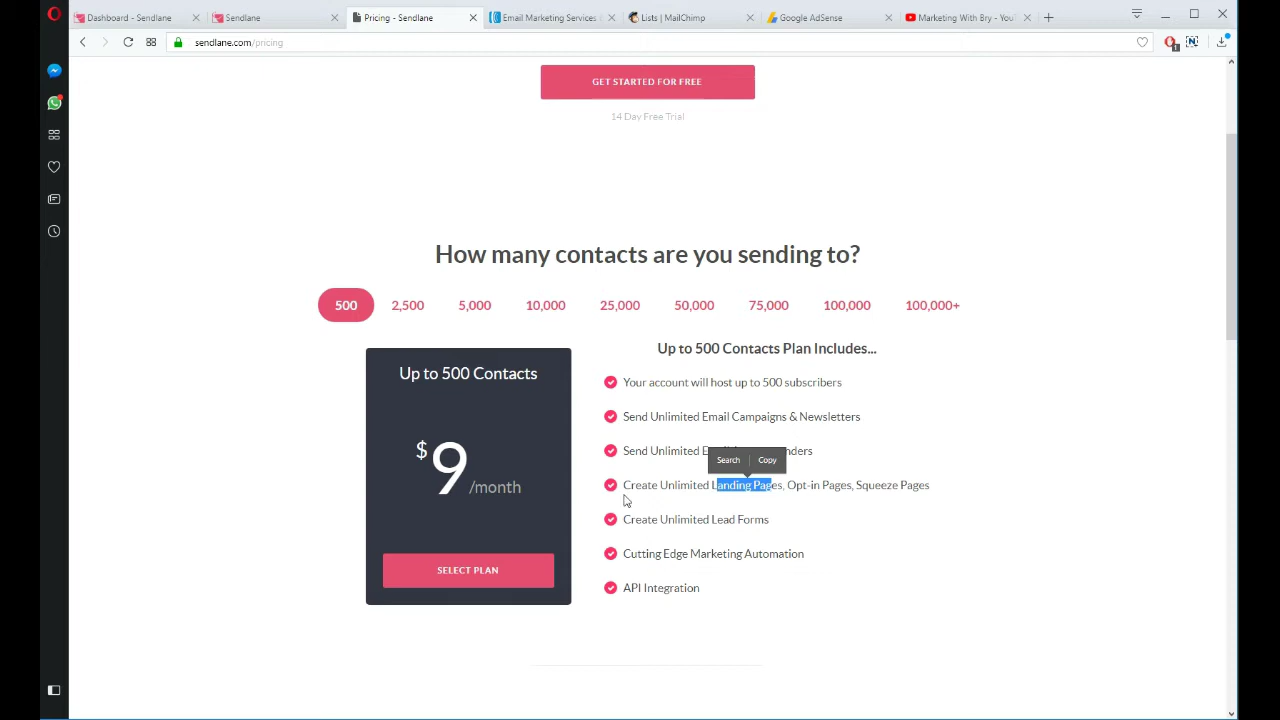 Dashboard - Sendlane
Sendlane
Pricing - Sendlane
Email Marketing Services
Lists | MailChimp
Google AdSense
Marketing With Bry - You
sendlane.com/pricing
GET STARTED FOR FREE
14 Day Free Trial
How many contacts are you sending to?
500 2,500 5,000 10,000 25,000 50,000 75,000 100,000 100,000+
Up to 500 Contacts
$9/month
SELECT PLAN
Up to 500 Contacts Plan Includes...
Your account will host up to 500 subscribers
Send Unlimited Email Campaigns & Newsletters
Send Unlimited
Search Copy
Create Unlimited Landing Pages, Opt-in Pages, Squeeze Pages
Create Unlimited Lead Forms
Cutting Edge Marketing Automation
API Integration